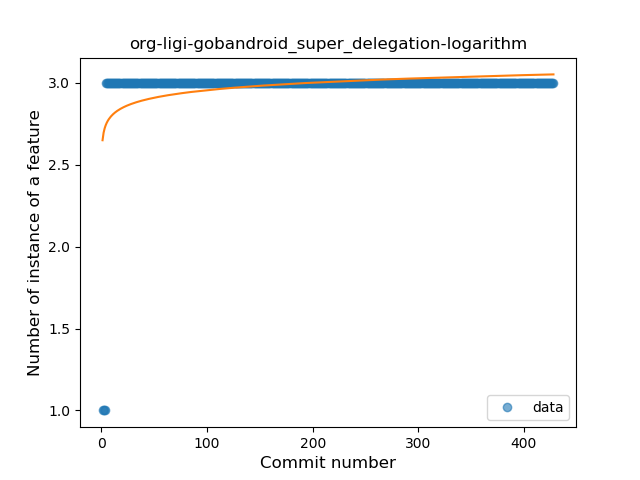 org-ligi-gobandroid_super_delegation-logarithm
Number of instance of a feature
3.0
2.5
2.0
1.5
1.0
0
100
200
300
400
data
Commit number